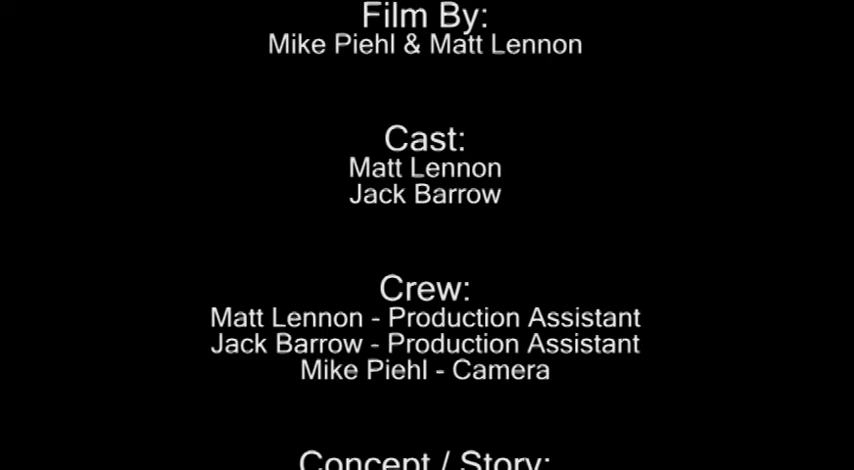 Film By:
Mike Piehl & Matt Lennon
Cast:
Matt Lennon
Jack Barrow
Crew:
Matt Lennon - Production Assistant
Jack Barrow - Production Assistant
Mike Piehl - Camera
Concept / Story: